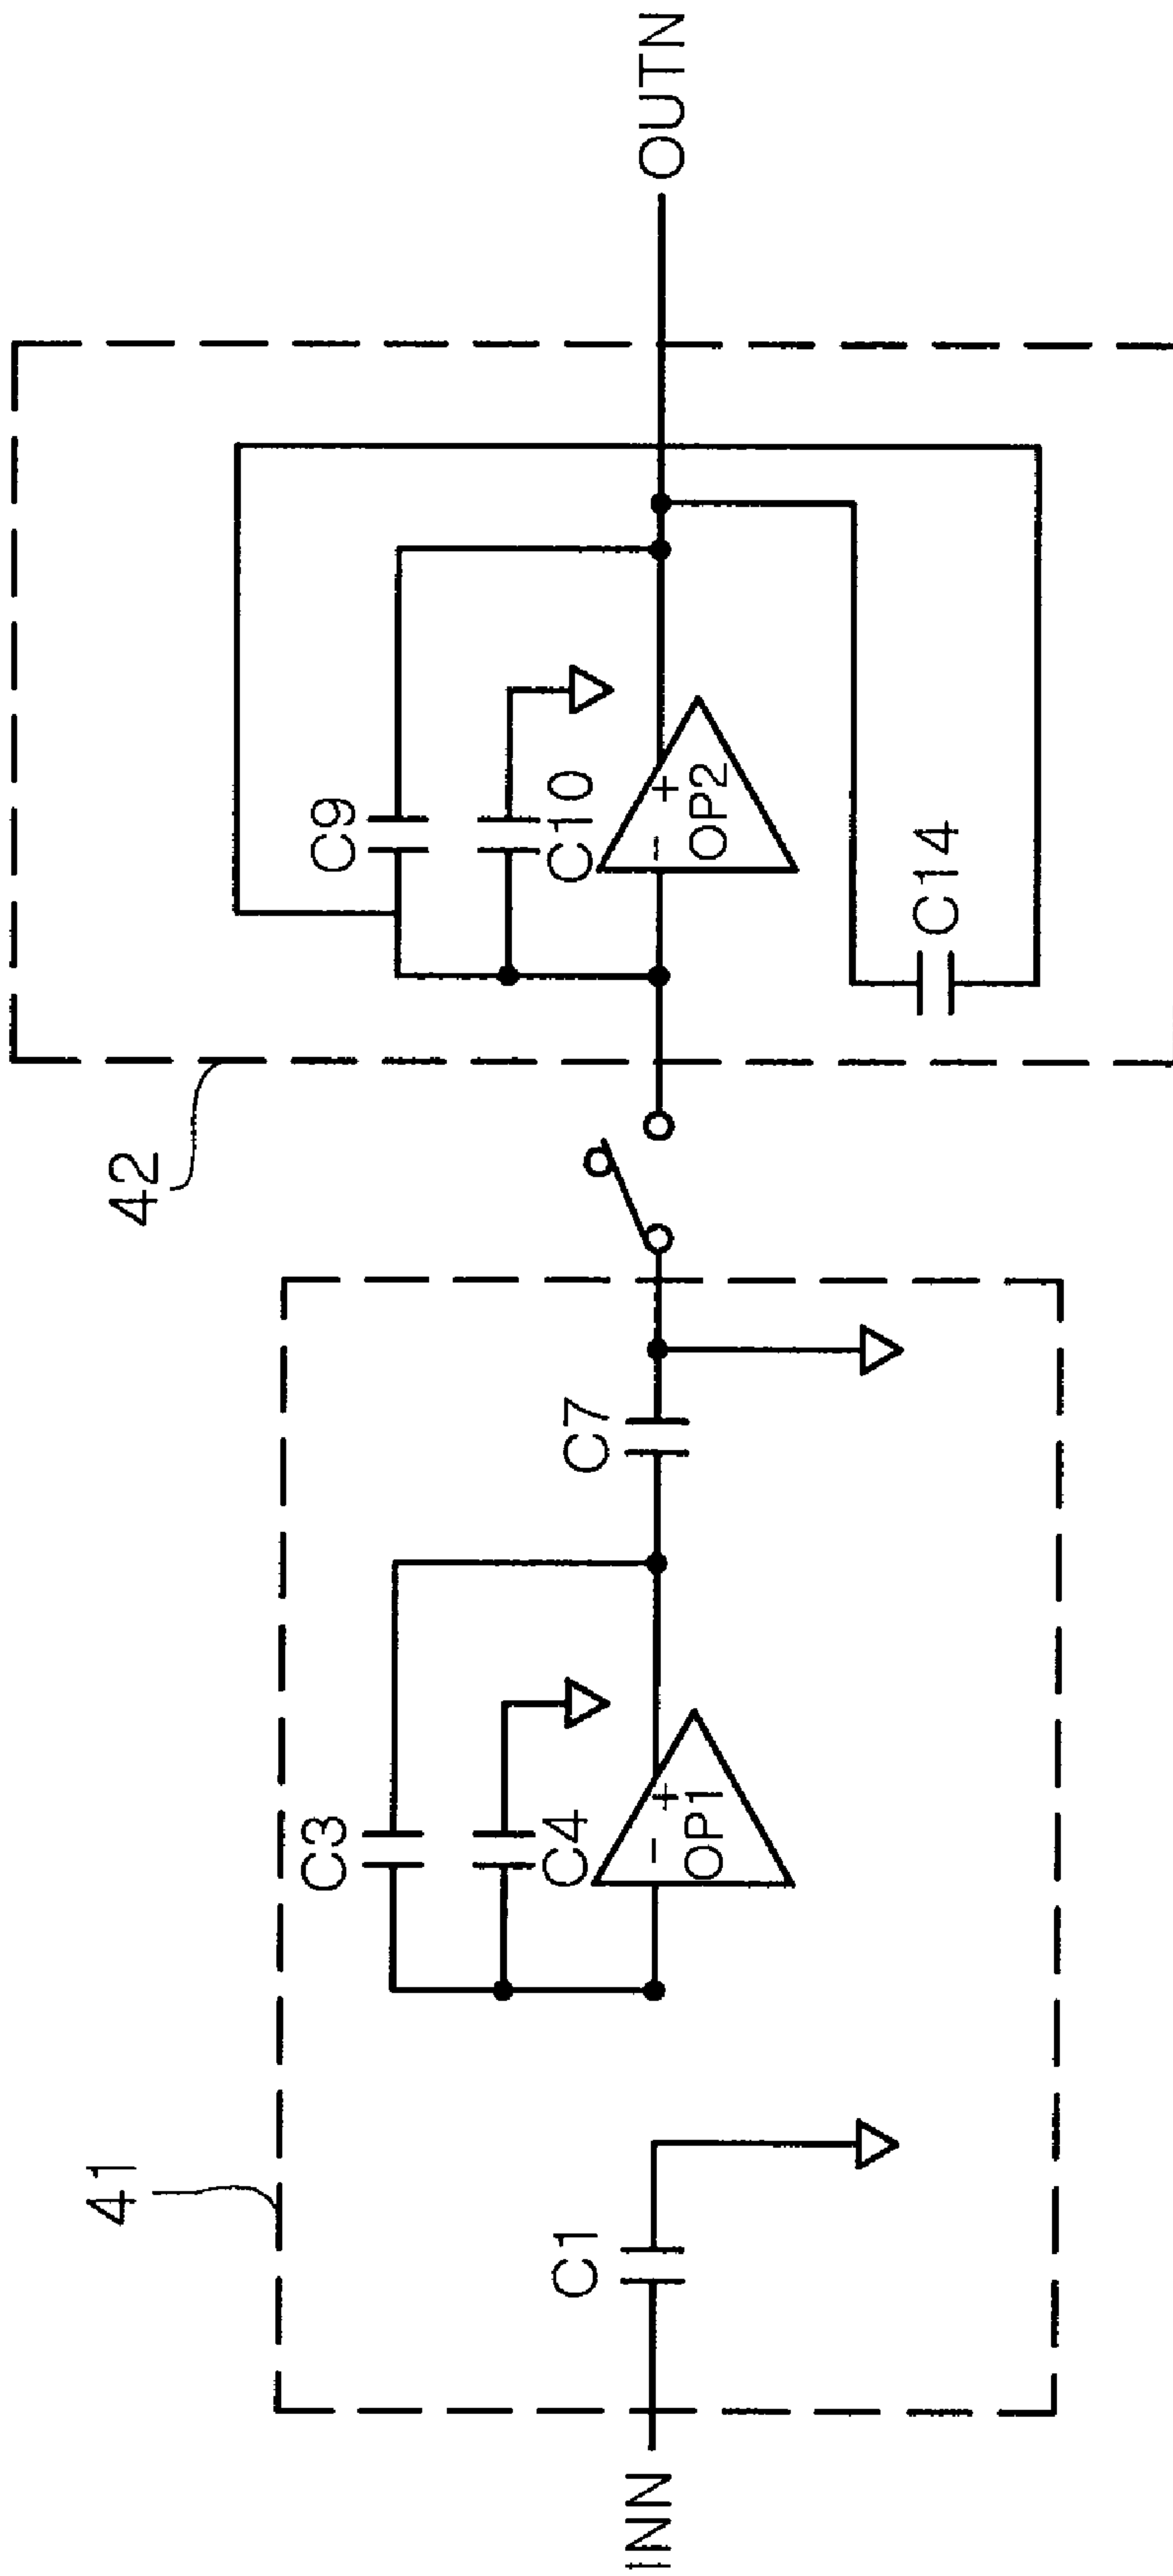 41
42
INN
C1
C3
C4
- +
OP1
C7
C9
C10
- +
OP2
C14
OUTN